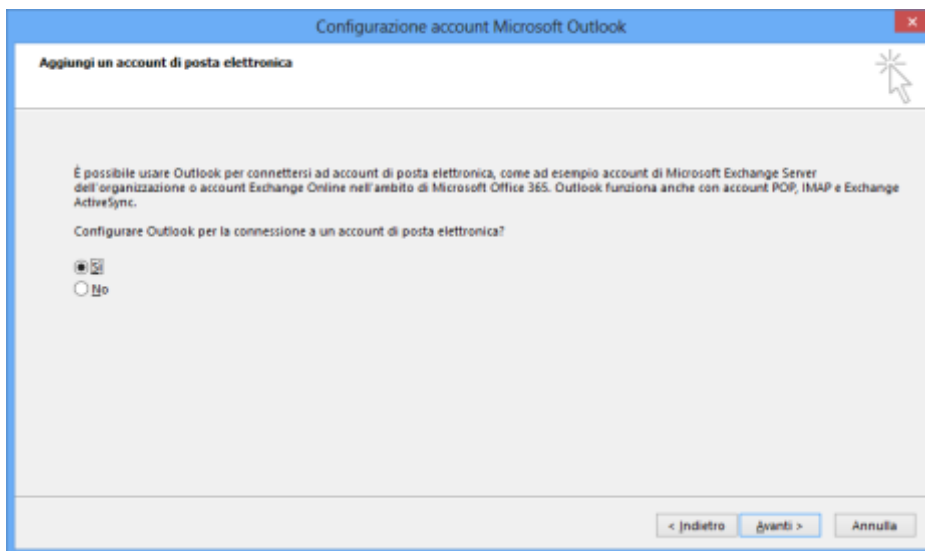 Configurazione account Microsoft Outlook
Aggiungi un account di posta elettronica
È possibile usare Outlook per connettersi ad account di posta elettronica, come ad esempio account di Microsoft Exchange Server
dell'organizzazione o account Exchange Online nell'ambito di Microsoft Office 365. Outlook funziona anche con account POP, IMAP e Exchange
ActiveSync.
Configurare Outlook per la connessione a un account di posta elettronica?
Sì
No
< Indietro Avanti > Annulla